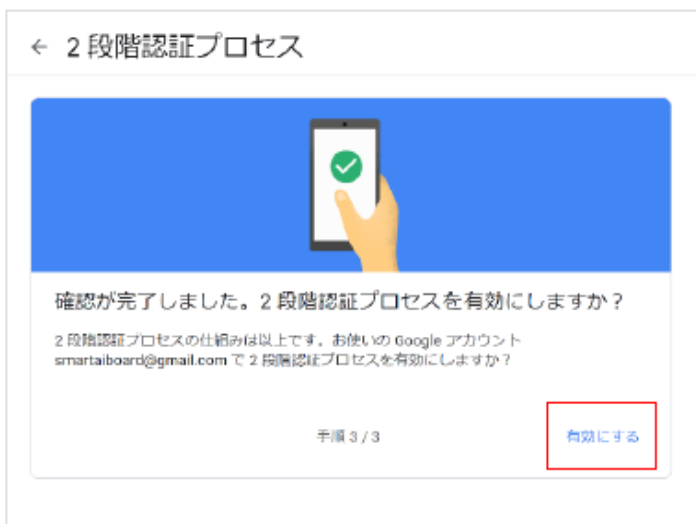 ← 2 段階認証プロセス
確認が完了しました。2 段階認証プロセスを有効にしますか？
2 段階認証プロセスの仕組みは以上です。お使いの Google アカウント
smartaiboard@gmail.com で 2 段階認証プロセスを有効にしますか？
手順 3 / 3
有効にする